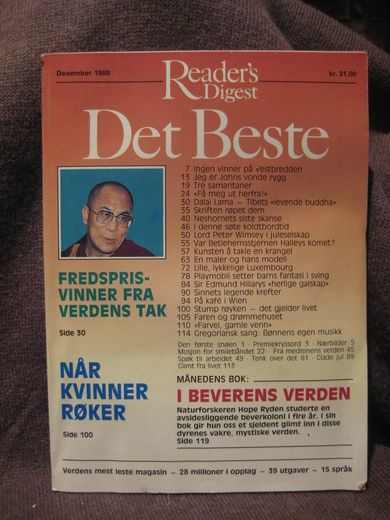 Desember 1989
kr. 21.00
Reader's
Digest
Det Beste
7 Ingen vinner på Vestbredden
13 Jeg er Johns vonde rygg
19 Tre samaritaner
24 «Få meg ut herfra!»
30 Dalai Lama – Tibets «levende buddha»
35 Skriften røpet dem
40 Neshornets siste skanse
46 I denne søte koldtbordtid
50 Lord Peter Wimsey i juleselskap
55 Var Betlehemsstjernen Halleys komet?
57 Kunsten å takle en krangel
63 En maler og hans modell
72 Lille, lykkelige Luxembourg
78 Playmobil setter barns fantasi i sving
84 Sir Edmund Hillarys «herlige galskap»
90 Sinnets legende krefter
94 På kafé i Wien
100 Stump røyken – det gjelder livet
105 Faren og drømmehuset
110 «Farvel, gamle venn»
114 Gregoriansk sang: Bønnens egen musikk
FREDSPRIS-
VINNER FRA
VERDENS TAK
Side 30
Den første snøen 1 · Premiekryssord 3 · Nærbilder 5
Mosjon for smilebåndet 22 · Fra medisinens verden 45
Spøk til arbeidet 49 · Tenk over det 61 · Glade jul 89
Glimt fra livet 113
NÅR
KVINNER
RØKER
Side 100
MÅNEDENS BOK:
I BEVERENS VERDEN
Naturforskeren Hope Ryden studerte en
avsidesliggende beverkoloni i fire år. I sin
bok gir hun oss et sjeldent glimt inn i disse
dyrenes vakre, mystiske verden.
Side 119
Verdens mest leste magasin – 28 millioner i opplag – 39 utgaver – 15 språk